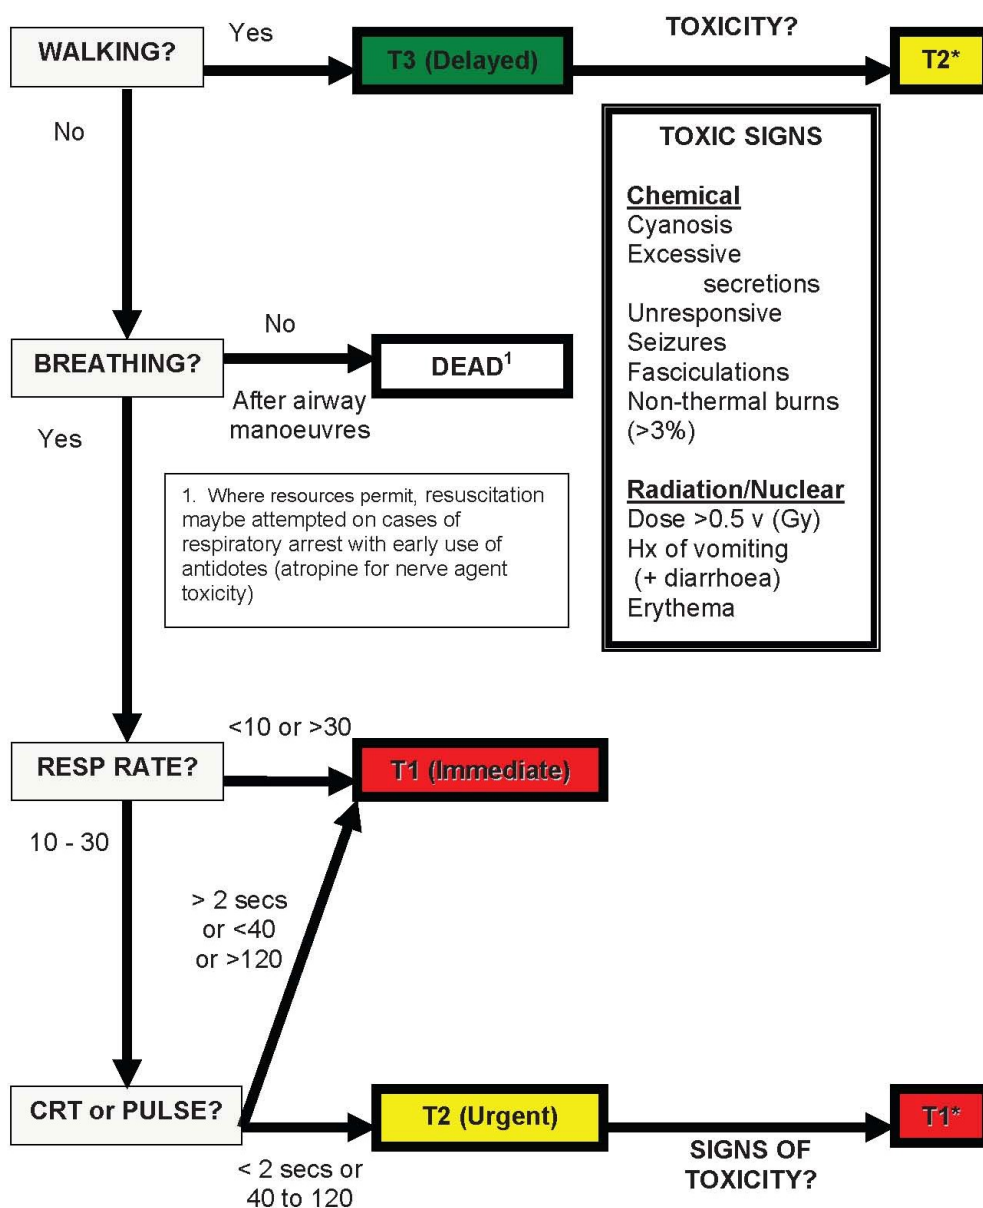 WALKING?
Yes
T3 (Delayed)
TOXICITY?
T2*
No
TOXIC SIGNS
Chemical
Cyanosis
Excessive
secretions
Unresponsive
Seizures
Fasciculations
Non-thermal burns
(>3%)
Radiation/Nuclear
Dose >0.5 v (Gy)
Hx of vomiting
(+ diarrhoea)
Erythema
BREATHING?
No
DEAD¹
After airway
manoeuvres
Yes
1. Where resources permit, resuscitation
maybe attempted on cases of
respiratory arrest with early use of
antidotes (atropine for nerve agent
toxicity)
RESP RATE?
<10 or >30
T1 (Immediate)
10 - 30
> 2 secs
or <40
or >120
CRT or PULSE?
T2 (Urgent)
T1*
< 2 secs or
40 to 120
SIGNS OF
TOXICITY?